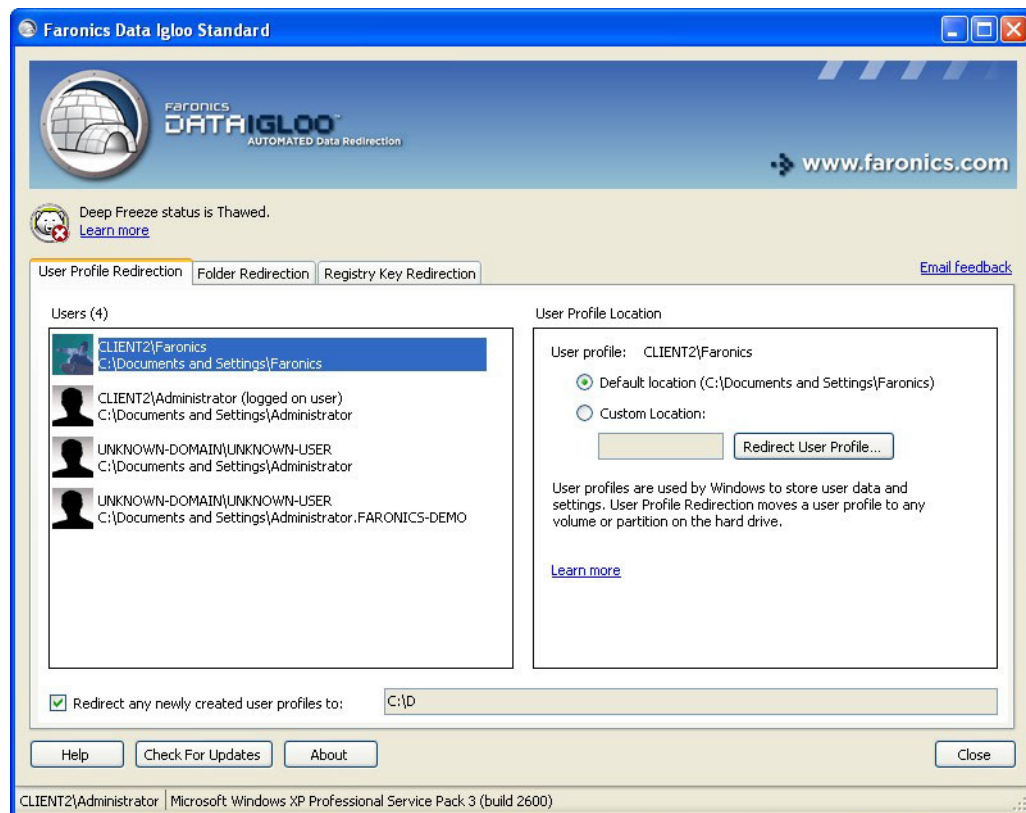 Faronics Data Igloo Standard
Faronics
DATAIGLOO™
AUTOMATED Data Redirection
www.faronics.com
Deep Freeze status is Thawed.
Learn more
User Profile Redirection
Folder Redirection
Registry Key Redirection
Email feedback
Users (4)
CLIENT2\Faronics
C:\Documents and Settings\Faronics
CLIENT2\Administrator (logged on user)
C:\Documents and Settings\Administrator
UNKNOWN-DOMAIN\UNKNOWN-USER
C:\Documents and Settings\Administrator
UNKNOWN-DOMAIN\UNKNOWN-USER
C:\Documents and Settings\Administrator.FARONICS-DEMO
User Profile Location
User profile: CLIENT2\Faronics
Default location (C:\Documents and Settings\Faronics)
Custom Location:
Redirect User Profile...
User profiles are used by Windows to store user data and
settings. User Profile Redirection moves a user profile to any
volume or partition on the hard drive.
Learn more
Redirect any newly created user profiles to: C:\D
Help
Check For Updates
About
Close
CLIENT2\Administrator
Microsoft Windows XP Professional Service Pack 3 (build 2600)